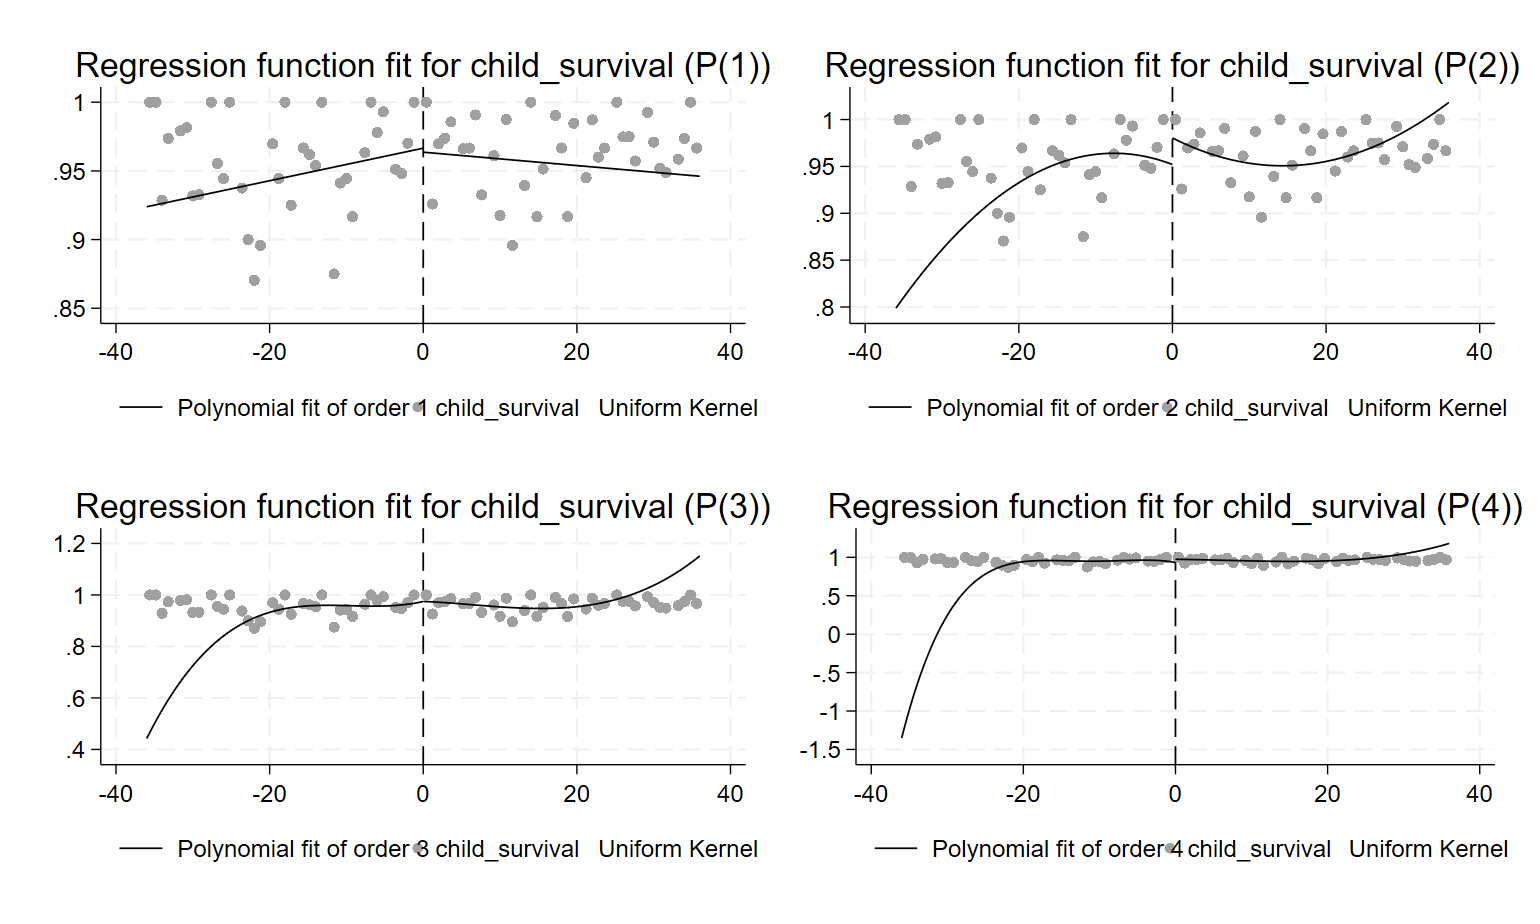 Regression function fit for child_survival (P(1))
1
.95
.9
.85
-40 -20 0 20 40
Polynomial fit of order 1 child_survival Uniform Kernel
Regression function fit for child_survival (P(2))
1
.95
.9
.85
.8
-40 -20 0 20 40
Polynomial fit of order 2 child_survival Uniform Kernel
Regression function fit for child_survival (P(3))
1.2
1
.8
.6
.4
-40 -20 0 20 40
Polynomial fit of order 3 child_survival Uniform Kernel
Regression function fit for child_survival (P(4))
1
.5
0
-.5
-1
-1.5
-40 -20 0 20 40
Polynomial fit of order 4 child_survival Uniform Kernel